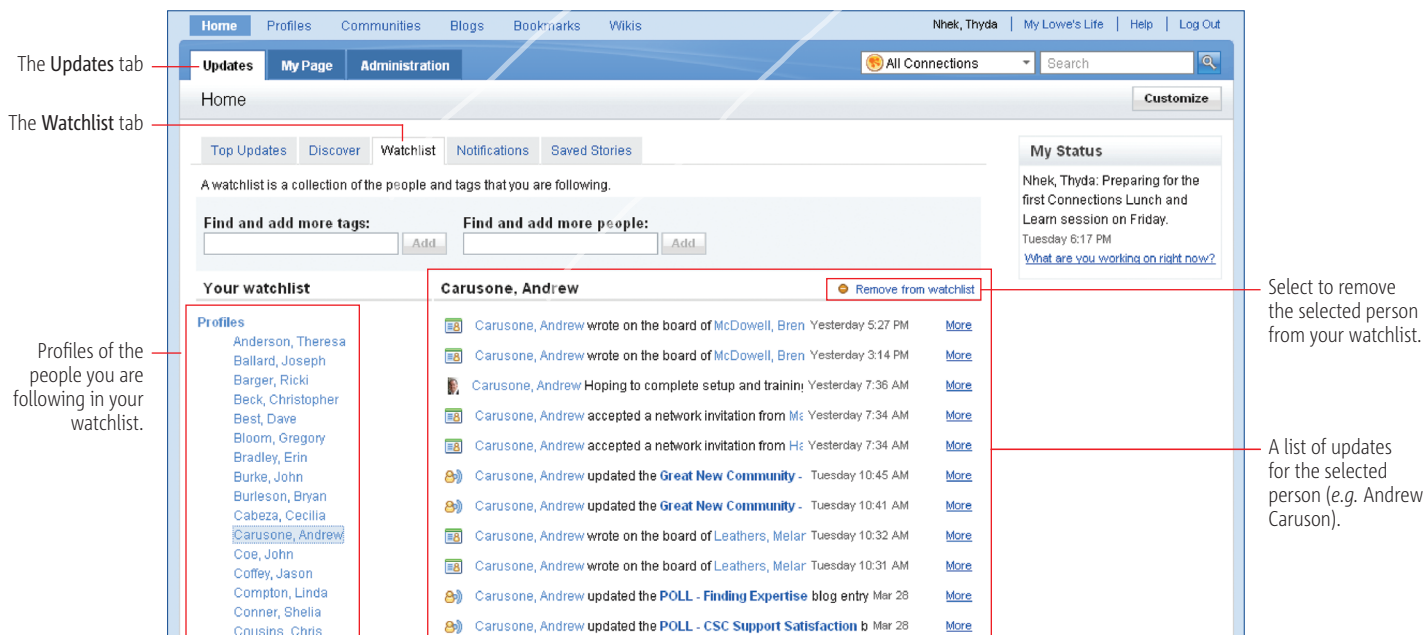 Home Profiles Communities Blogs Bookmarks Wikis Nhek, Thyda | My Lowe's Life | Help | Log Out
The Updates tab
Updates My Page Administration All Connections Search
Home Customize
The Watchlist tab
Top Updates Discover Watchlist Notifications Saved Stories
A watchlist is a collection of the people and tags that you are following.
Find and add more tags: Find and add more people:
Add Add
My Status
Nhek, Thyda: Preparing for the
first Connections Lunch and
Learn session on Friday.
Tuesday 6:17 PM
What are you working on right now?
Your watchlist
Profiles
Anderson, Theresa
Ballard, Joseph
Barger, Ricki
Beck, Christopher
Best, Dave
Bloom, Gregory
Bradley, Erin
Burke, John
Burleson, Bryan
Cabeza, Cecilia
Carusone, Andrew
Coe, John
Coffey, Jason
Compton, Linda
Conner, Shelia
Cousins, Chris
Profiles of the
people you are
following in your
watchlist.
Carusone, Andrew Remove from watchlist
Carusone, Andrew wrote on the board of McDowell, Bren Yesterday 5:27 PM More
Carusone, Andrew wrote on the board of McDowell, Bren Yesterday 3:14 PM More
Carusone, Andrew Hoping to complete setup and training Yesterday 7:36 AM More
Carusone, Andrew accepted a network invitation from Ma Yesterday 7:34 AM More
Carusone, Andrew accepted a network invitation from Ha Yesterday 7:34 AM More
Carusone, Andrew updated the Great New Community - Tuesday 10:45 AM More
Carusone, Andrew updated the Great New Community - Tuesday 10:41 AM More
Carusone, Andrew wrote on the board of Leathers, Melar Tuesday 10:32 AM More
Carusone, Andrew wrote on the board of Leathers, Melar Tuesday 10:31 AM More
Carusone, Andrew updated the POLL - Finding Expertise blog entry Mar 28 More
Carusone, Andrew updated the POLL - CSC Support Satisfaction b Mar 28 More
Select to remove
the selected person
from your watchlist.
A list of updates
for the selected
person (e.g. Andrew
Caruson).